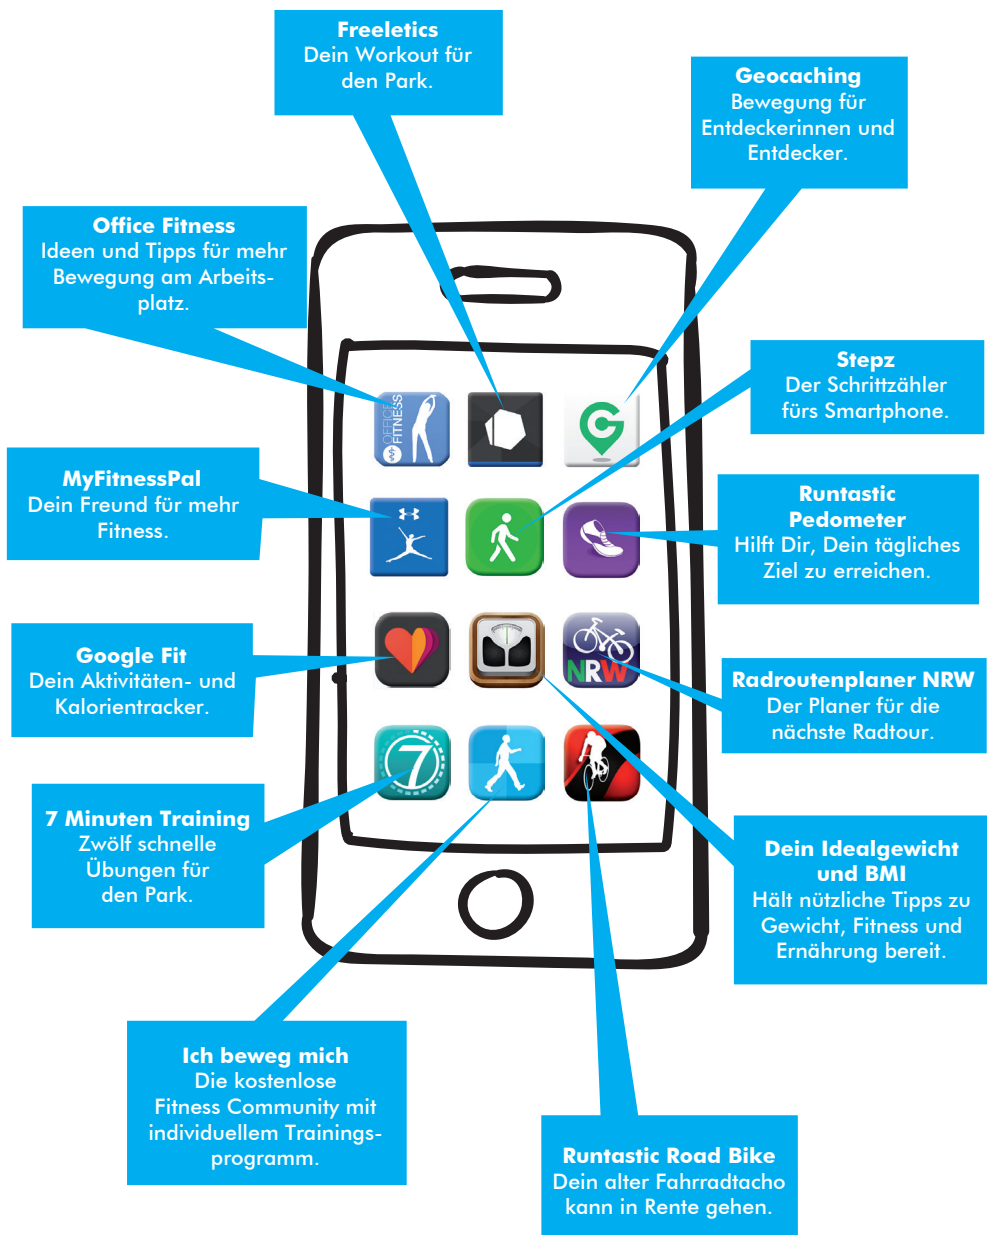 Freeletics
Dein Workout für
den Park.
Geocaching
Bewegung für
Entdeckerinnen und
Entdecker.
Office Fitness
Ideen und Tipps für mehr
Bewegung am Arbeits-
platz.
Stepz
Der Schrittzähler
fürs Smartphone.
OFFICE
FITNESS
MyFitnessPal
Dein Freund für mehr
Fitness.
Runtastic
Pedometer
Hilft Dir, Dein tägliches
Ziel zu erreichen.
Google Fit
Dein Aktivitäten- und
Kalorientracker.
NRW
Radroutenplaner NRW
Der Planer für die
nächste Radtour.
7
7 Minuten Training
Zwölf schnelle
Übungen für
den Park.
Dein Idealgewicht
und BMI
Hält nützliche Tipps zu
Gewicht, Fitness und
Ernährung bereit.
Ich beweg mich
Die kostenlose
Fitness Community mit
individuellem Trainings-
programm.
Runtastic Road Bike
Dein alter Fahrradtacho
kann in Rente gehen.